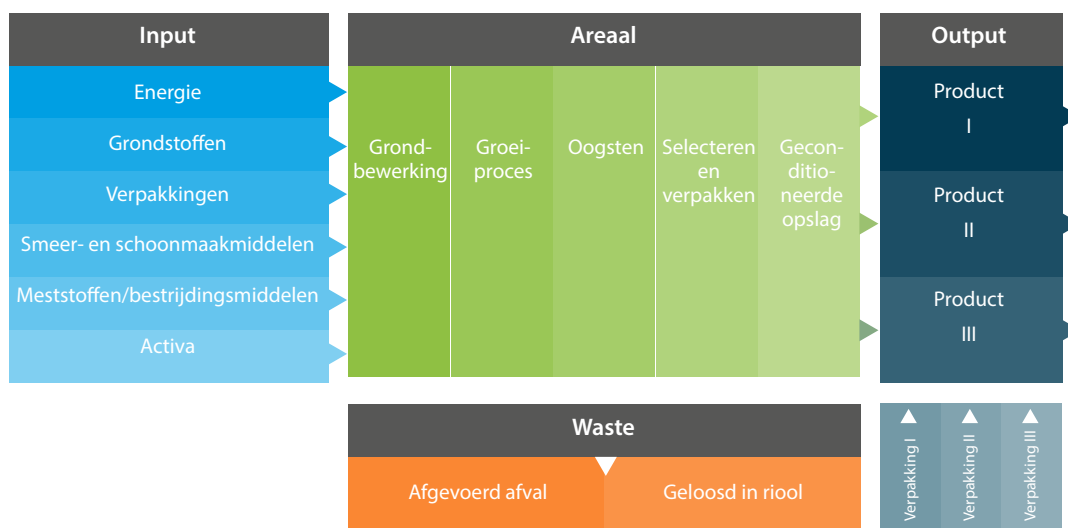 Input
Energie
Grondstoffen
Verpakkingen
Smeer- en schoonmaakmiddelen
Meststoffen/bestrijdingsmiddelen
Activa
Areaal
Grond-
bewerking
Groei-
proces
Oogsten
Selecteren
en
verpakken
Gecon-
ditio-
neerde
opslag
Output
Product
I
Product
II
Product
III
Waste
Afgevoerd afval
Geloosd in riool
Verpakking I
Verpakking II
Verpakking III